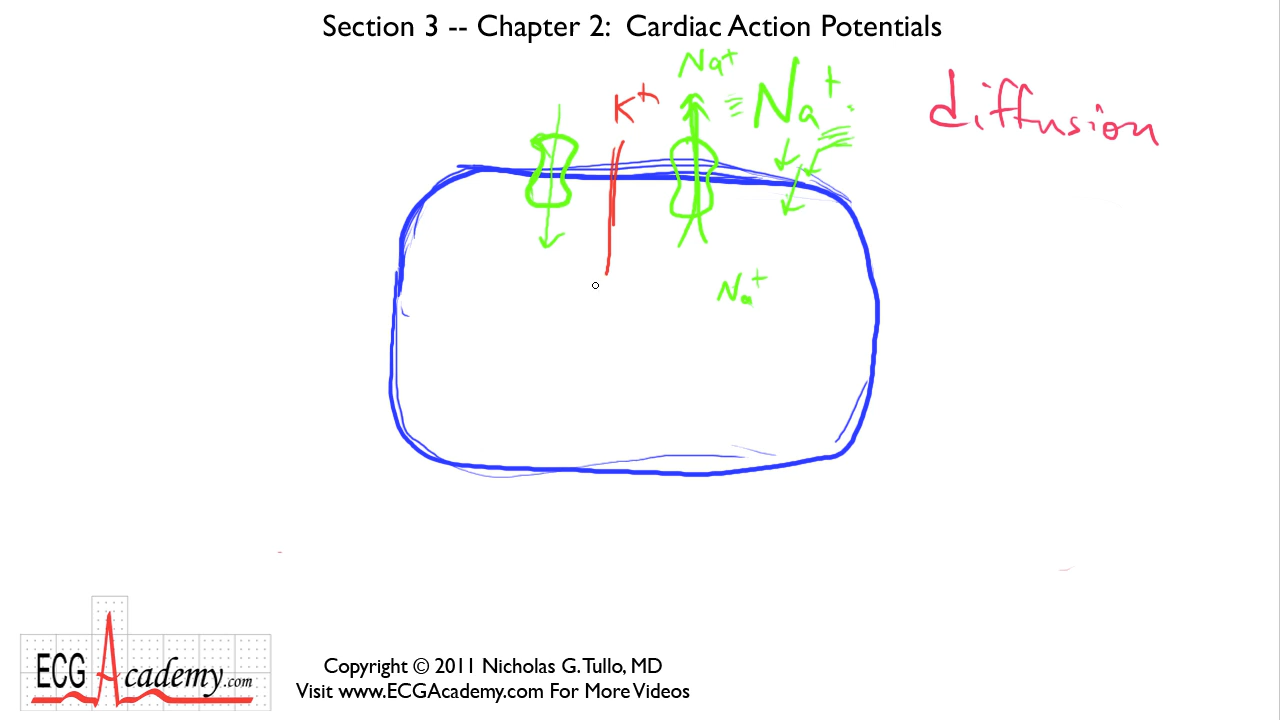 Section 3 -- Chapter 2: Cardiac Action Potentials
Na+
K+
Na+
diffusion
Na+
ECG Academy.com
Copyright © 2011 Nicholas G. Tullo, MD
Visit www.ECGAcademy.com For More Videos